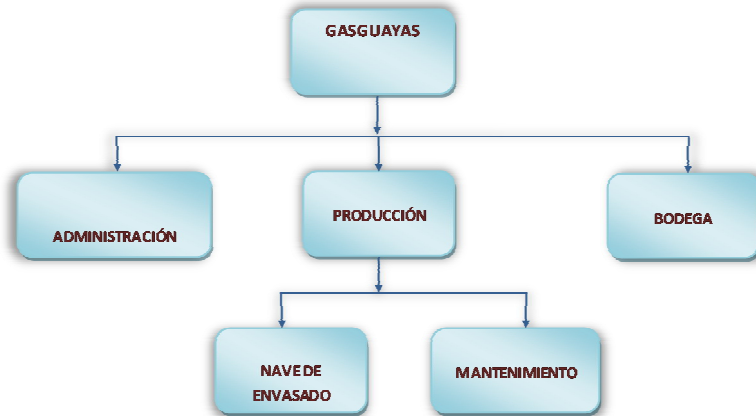 GASGUAYAS
ADMINISTRACIÓN
PRODUCCIÓN
BODEGA
NAVE DE
ENVASADO
MANTENIMIENTO